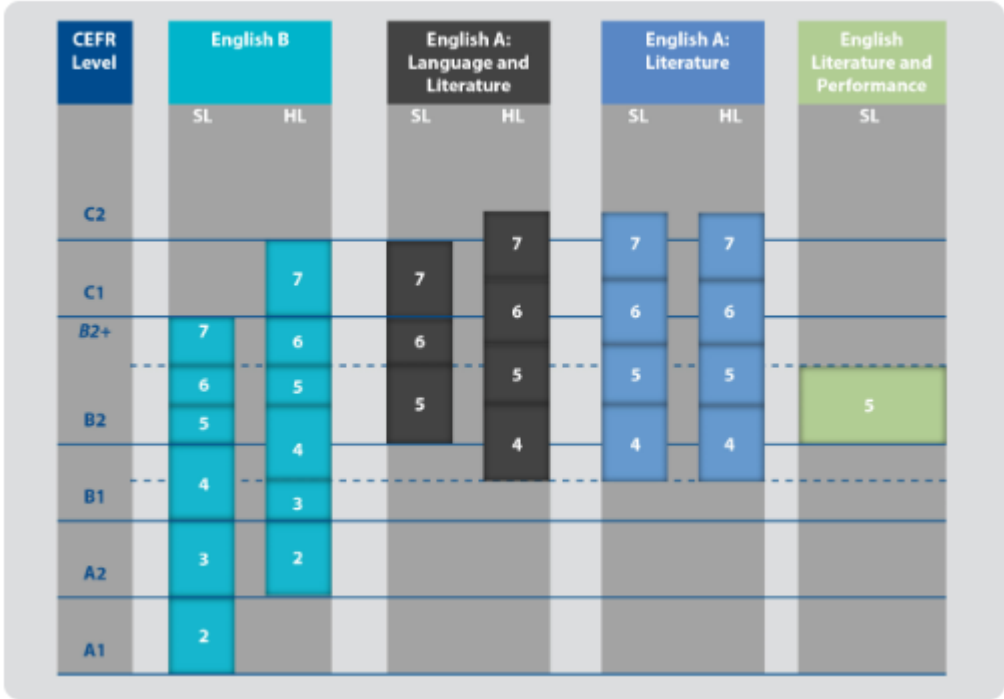 CEFR Level
English B
English A: Language and Literature
English A: Literature
English Literature and Performance
SL HL SL HL SL HL SL
C2
7 7 7
C1 7 7
6 6 6
B2+ 7 6 6
6 5 5 5 5 5
B2 5 5
4 4 4 4
B1 4 3
A2 3 2
A1 2